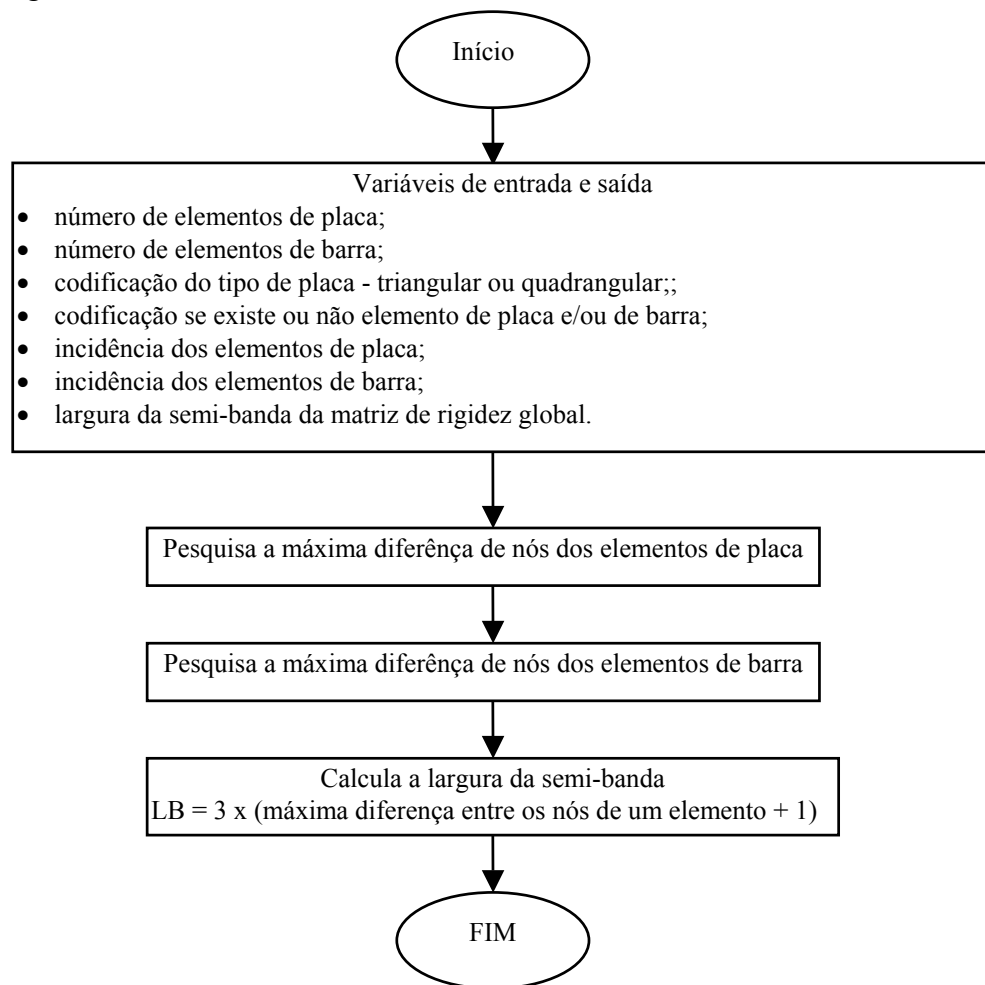 Início
Variáveis de entrada e saída
• número de elementos de placa;
• número de elementos de barra;
• codificação do tipo de placa - triangular ou quadrangular;;
• codificação se existe ou não elemento de placa e/ou de barra;
• incidência dos elementos de placa;
• incidência dos elementos de barra;
• largura da semi-banda da matriz de rigidez global.
Pesquisa a máxima diferênça de nós dos elementos de placa
Pesquisa a máxima diferênça de nós dos elementos de barra
Calcula a largura da semi-banda
LB = 3 x (máxima diferença entre os nós de um elemento + 1)
FIM